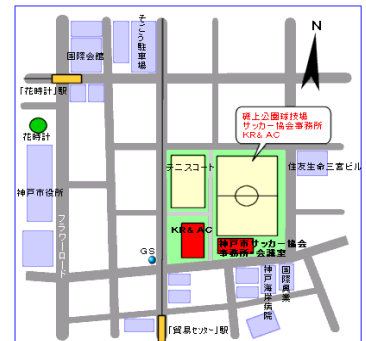 そごう駐車場
N
国際会館
「花時計」駅
花時計
磯上公園球技場
サッカー協会事務所
KR& AC
テニスコート
住友生命三宮ビル
神戸市役所
フラワーロード
KR& AC
神戸市サッカー協会
事務所・会議室
GS
神戸海岸病院
国際興業
「貿易センター」駅